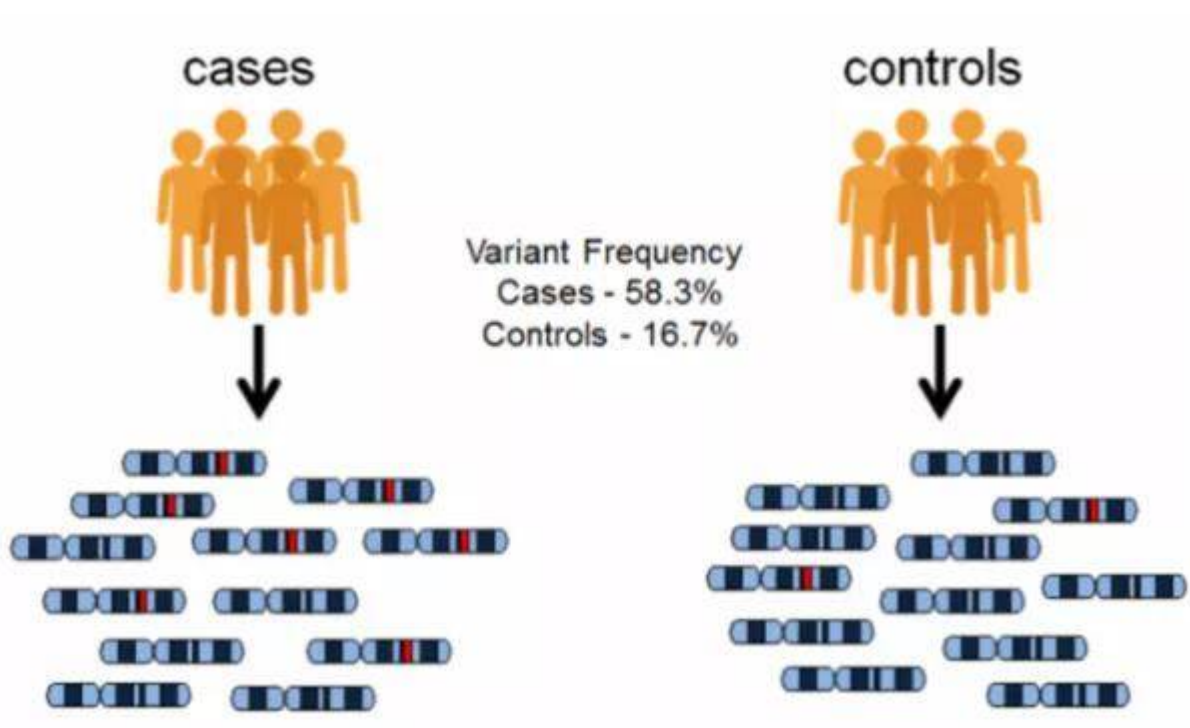 cases
controls
Variant Frequency
Cases - 58.3%
Controls - 16.7%